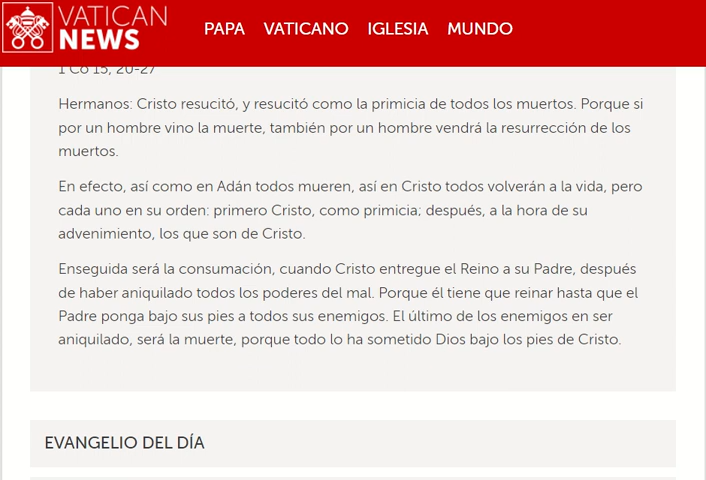 VATICAN
NEWS
PAPA VATICANO IGLESIA MUNDO
1 Co 15, 20-27
Hermanos: Cristo resucitó, y resucitó como la primicia de todos los muertos. Porque si
por un hombre vino la muerte, también por un hombre vendrá la resurrección de los
muertos.
En efecto, así como en Adán todos mueren, así en Cristo todos volverán a la vida, pero
cada uno en su orden: primero Cristo, como primicia; después, a la hora de su
advenimiento, los que son de Cristo.
Enseguida será la consumación, cuando Cristo entregue el Reino a su Padre, después
de haber aniquilado todos los poderes del mal. Porque él tiene que reinar hasta que el
Padre ponga bajo sus pies a todos sus enemigos. El último de los enemigos en ser
aniquilado, será la muerte, porque todo lo ha sometido Dios bajo los pies de Cristo.
EVANGELIO DEL DÍA